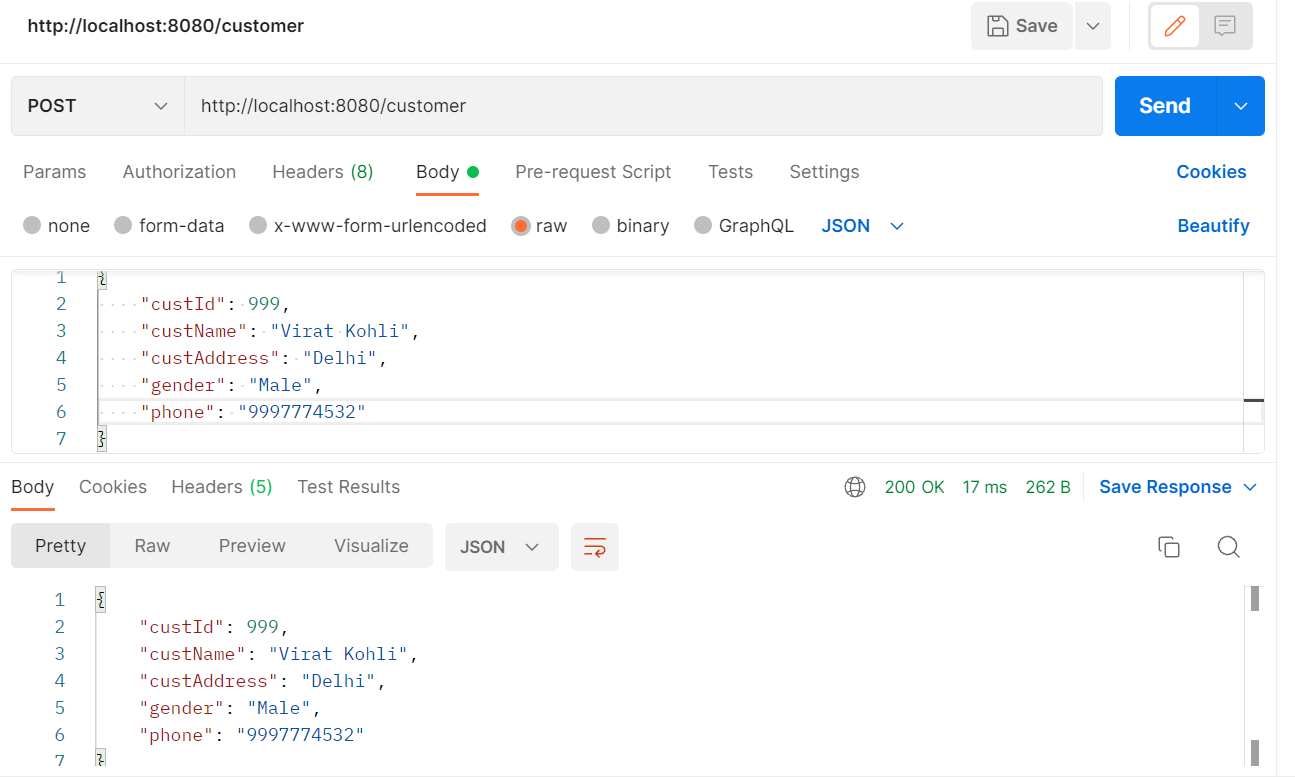 http://localhost:8080/customer Save
POST http://localhost:8080/customer Send
Params Authorization Headers (8) Body Pre-request Script Tests Settings Cookies
none form-data x-www-form-urlencoded raw binary GraphQL JSON Beautify
1 {
2 "custId": 999,
3 "custName": "Virat Kohli",
4 "custAddress": "Delhi",
5 "gender": "Male",
6 "phone": "9997774532"
7 }
Body Cookies Headers (5) Test Results 200 OK 17 ms 262 B Save Response
Pretty Raw Preview Visualize JSON
1 {
2 "custId": 999,
3 "custName": "Virat Kohli",
4 "custAddress": "Delhi",
5 "gender": "Male",
6 "phone": "9997774532"
7 }